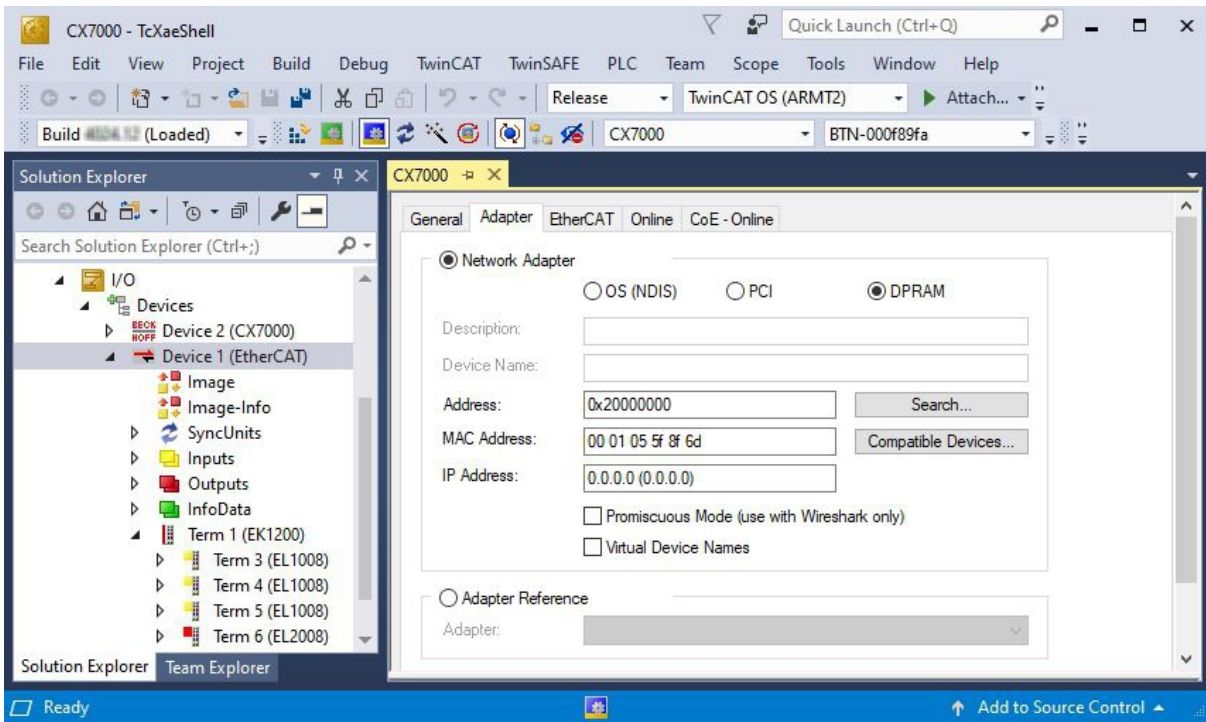 CX7000 - TcXaeShell
Quick Launch (Ctrl+Q)
File Edit View Project Build Debug TwinCAT TwinSAFE PLC Team Scope Tools Window Help
Release TwinCAT OS (ARMT2) Attach...
Build (Loaded) CX7000 BTN-000f89fa
Solution Explorer
Search Solution Explorer (Ctrl+;)
I/O
Devices
BECKHOFF Device 2 (CX7000)
Device 1 (EtherCAT)
Image
Image-Info
SyncUnits
Inputs
Outputs
InfoData
Term 1 (EK1200)
Term 3 (EL1008)
Term 4 (EL1008)
Term 5 (EL1008)
Term 6 (EL2008)
Solution Explorer Team Explorer
CX7000
General Adapter EtherCAT Online CoE - Online
Network Adapter
OS (NDIS) PCI DPRAM
Description:
Device Name:
Address: 0x20000000 Search...
MAC Address: 00 01 05 5f 8f 6d Compatible Devices...
IP Address: 0.0.0.0 (0.0.0.0)
Promiscuous Mode (use with Wireshark only)
Virtual Device Names
Adapter Reference
Adapter:
Ready Add to Source Control